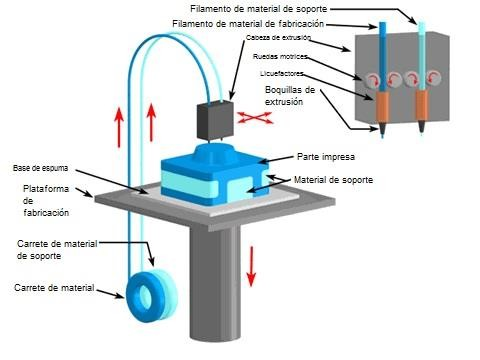 Filamento de material de soporte
Filamento de material de fabricación
Cabeza de extrusión
Ruedas motrices
Licuefactores
Boquillas de
extrusión
Parte impresa
Base de espuma
Material de soporte
Plataforma
de
fabricación
Carrete de material
de soporte
Carrete de material